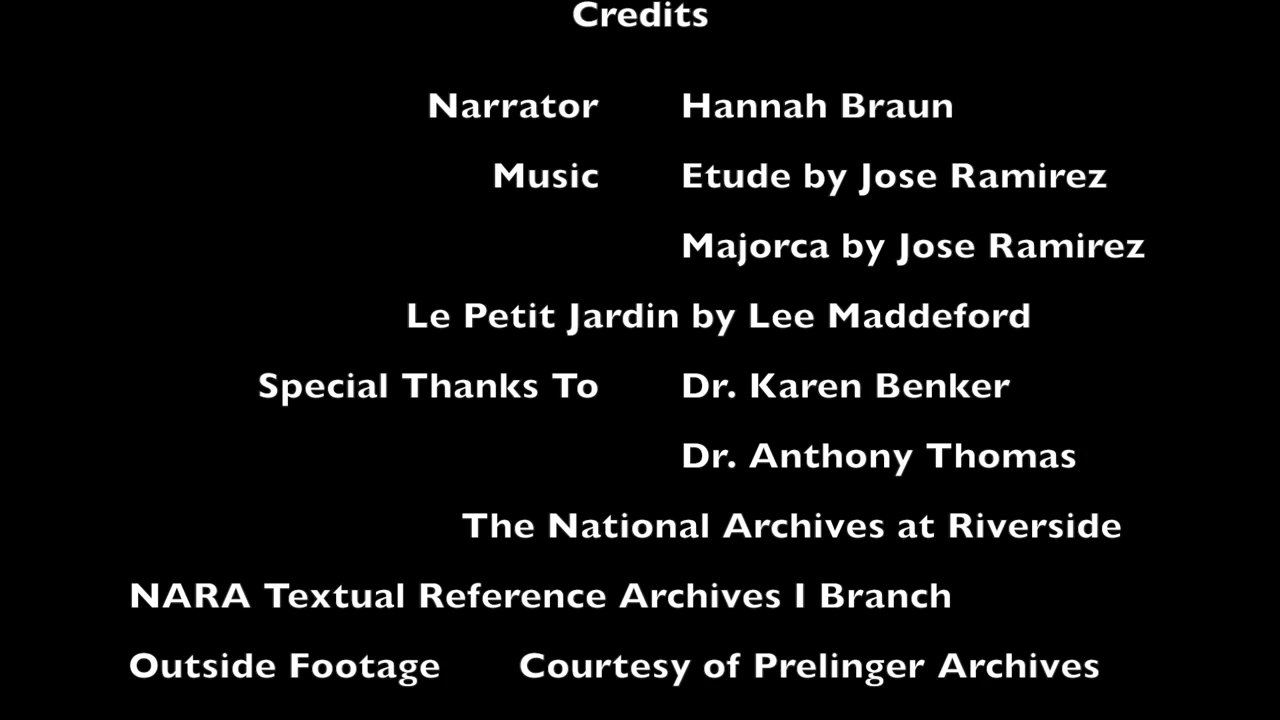 Credits
Narrator Hannah Braun
Music Etude by Jose Ramirez
Majorca by Jose Ramirez
Le Petit Jardin by Lee Maddeford
Special Thanks To Dr. Karen Benker
Dr. Anthony Thomas
The National Archives at Riverside
NARA Textual Reference Archives I Branch
Outside Footage Courtesy of Prelinger Archives